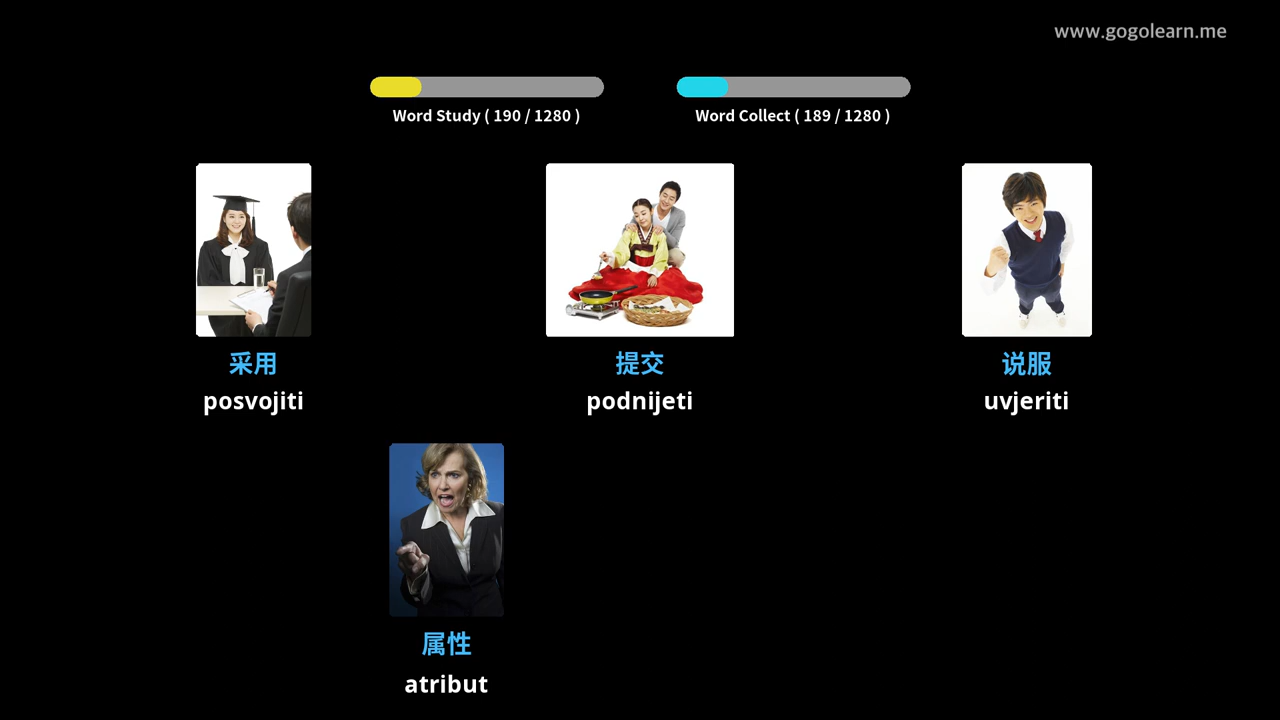 www.gogolearn.me
Word Study ( 190 / 1280 )
Word Collect ( 189 / 1280 )
采用
posvojiti
提交
podnijeti
说服
uvjeriti
属性
atribut